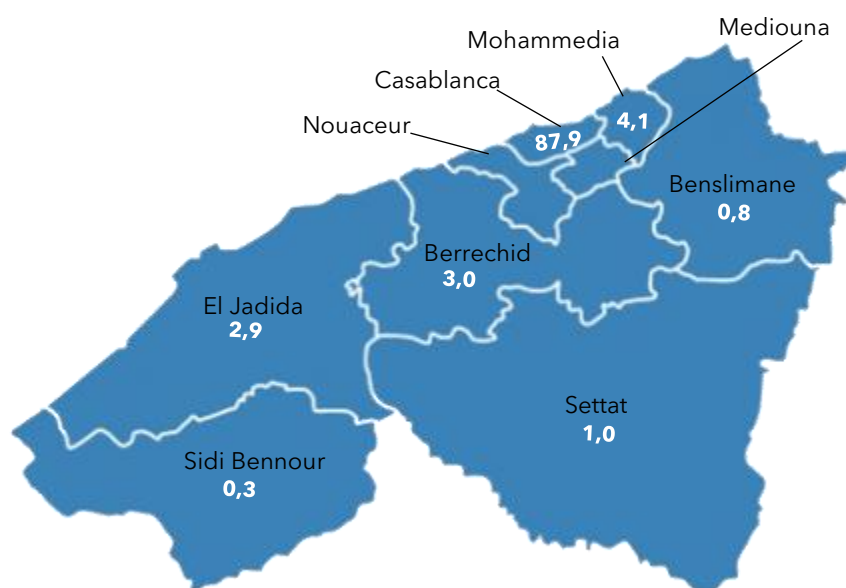 Mediouna
Mohammedia
Casablanca
Nouaceur
87,9
4,1
Benslimane
0,8
Berrechid
3,0
El Jadida
2,9
Settat
1,0
Sidi Bennour
0,3